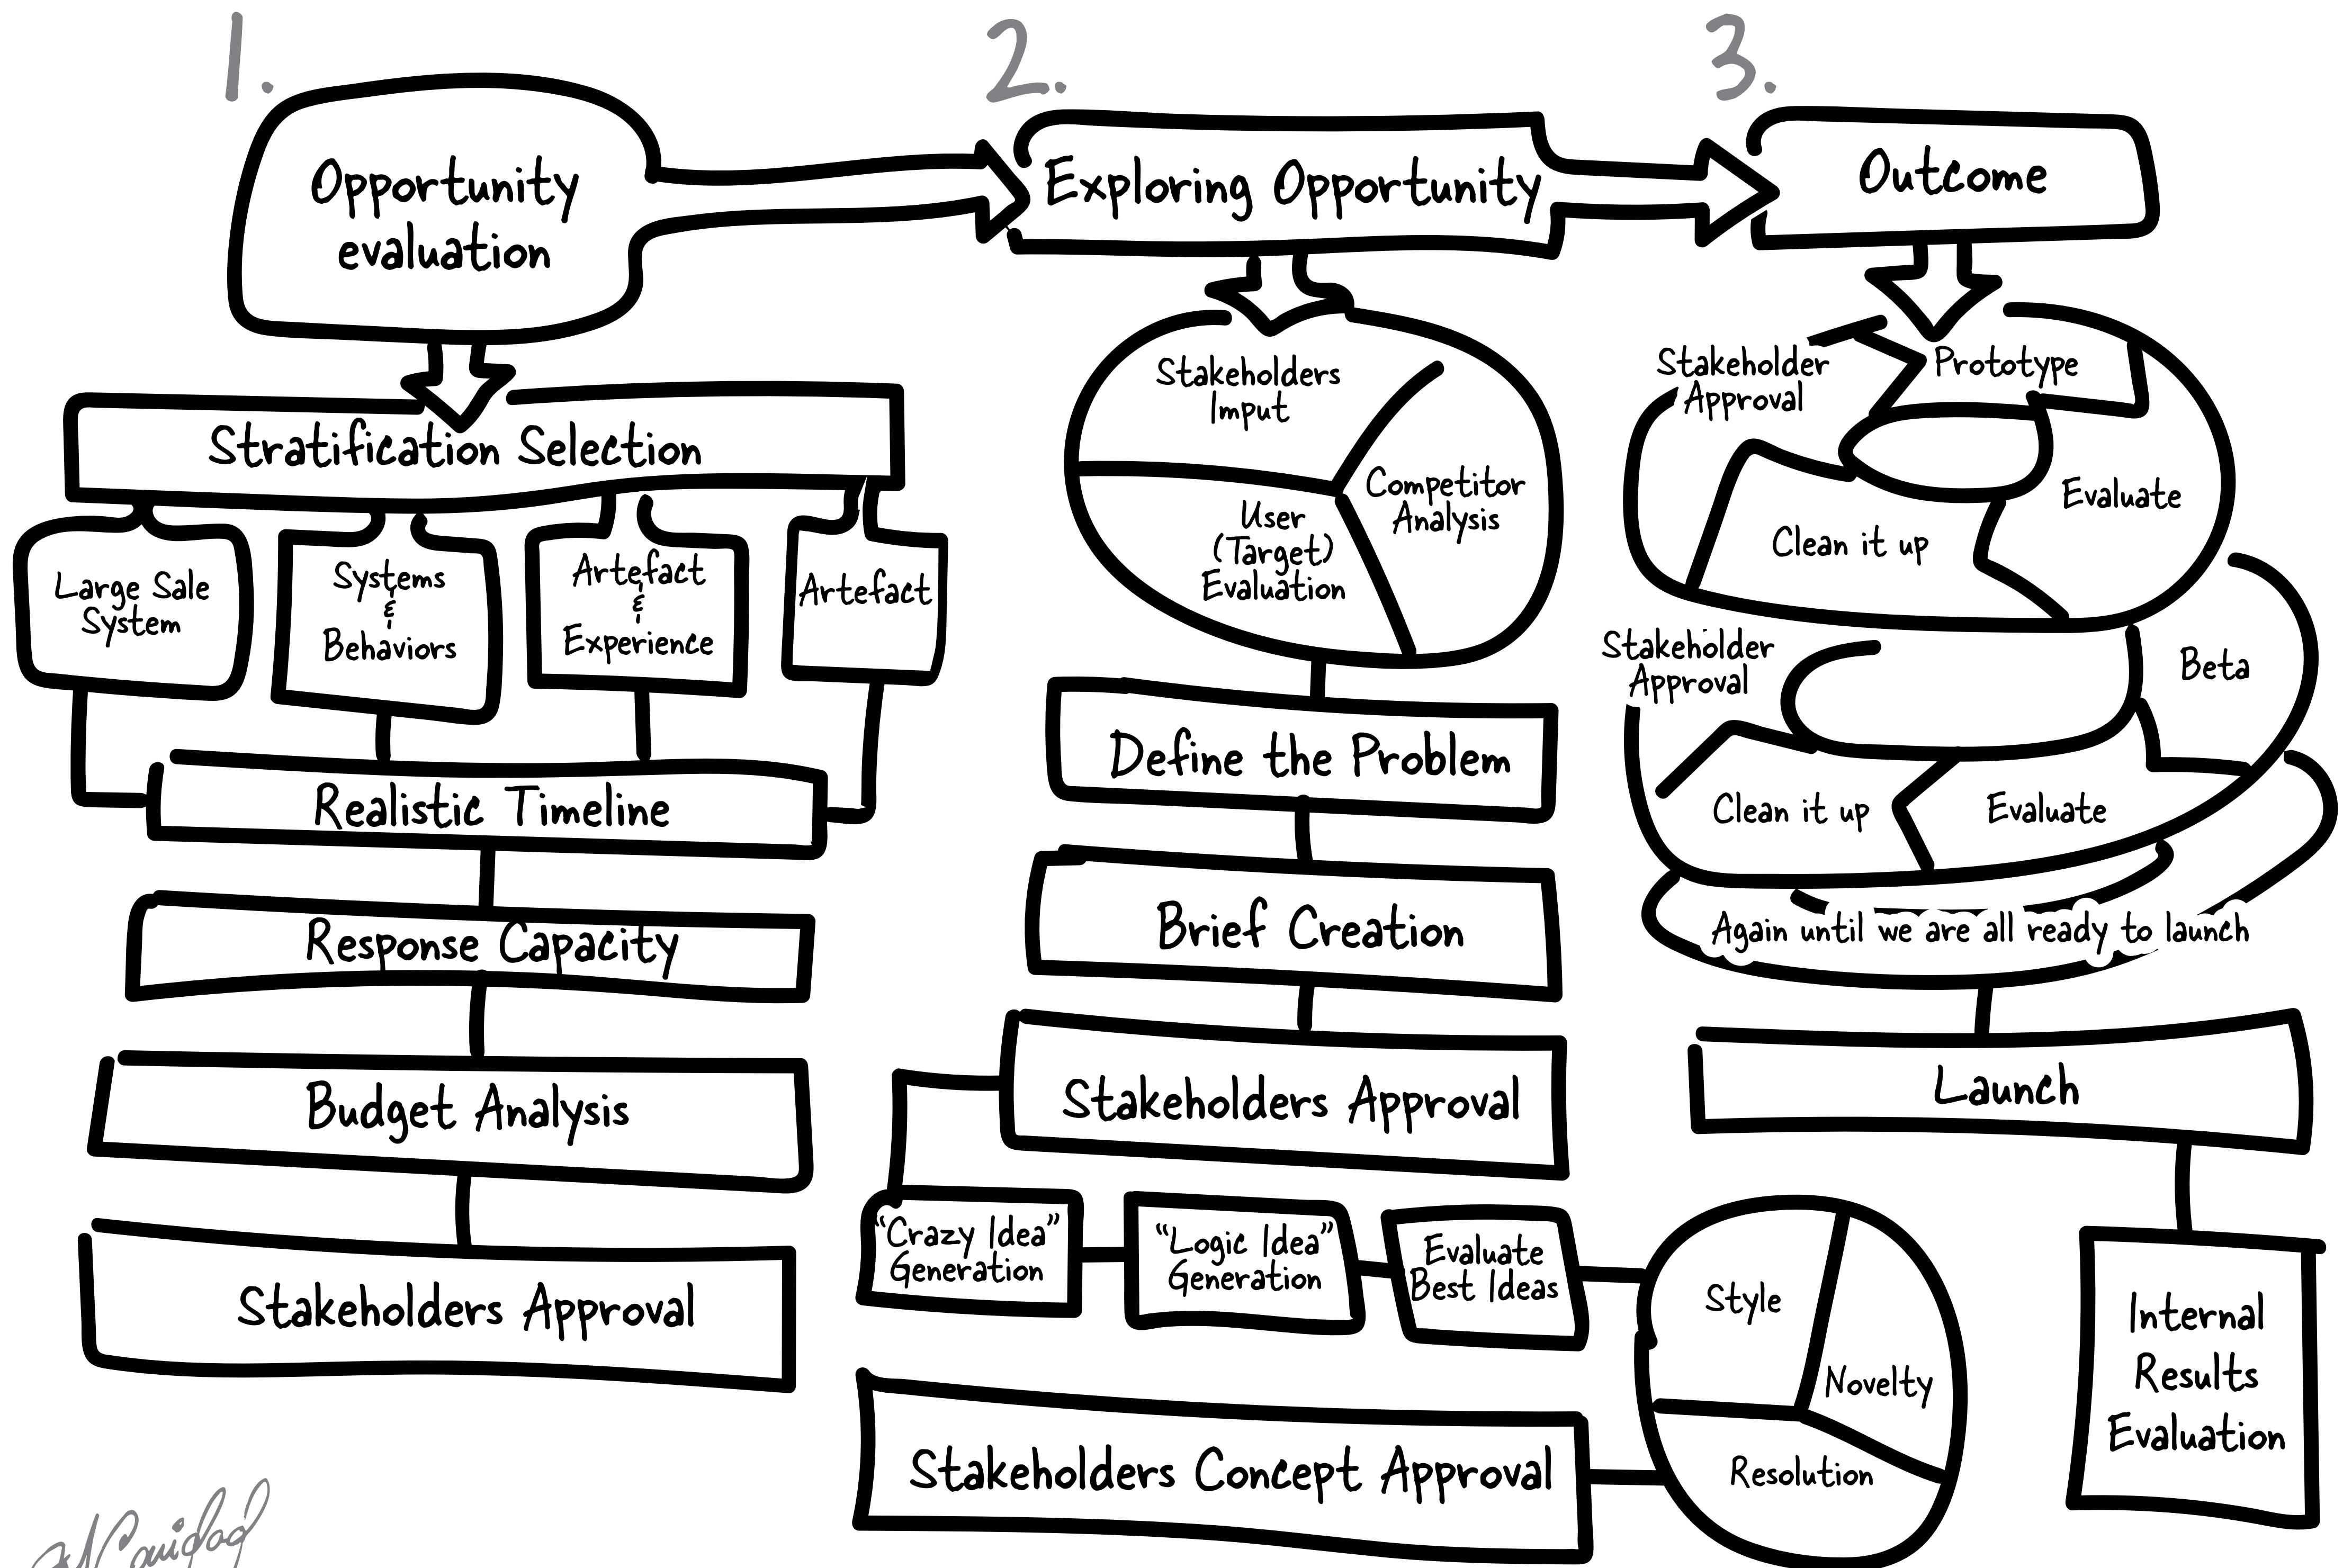 1.
Opportunity
evaluation
Stratification Selection
Large Sale
System
Systems
&
Behaviors
Artefact
&
Experience
Artefact
Realistic Timeline
Response Capacity
Budget Analysis
Stakeholders Approval
2.
Exploring Opportunity
Stakeholders
Imput
Competitor
Analysis
User
(Target)
Evaluation
Define the Problem
Brief Creation
Stakeholders Approval
“Crazy Idea”
Generation
“Logic Idea”
Generation
Evaluate
Best Ideas
Style
Novelty
Resolution
Stakeholders Concept Approval
3.
Outcome
Prototype
Evaluate
Clean it up
Stakeholder
Approval
Beta
Evaluate
Clean it up
Stakeholder
Approval
Again until we are all ready to launch
Launch
Internal
Results
Evaluation